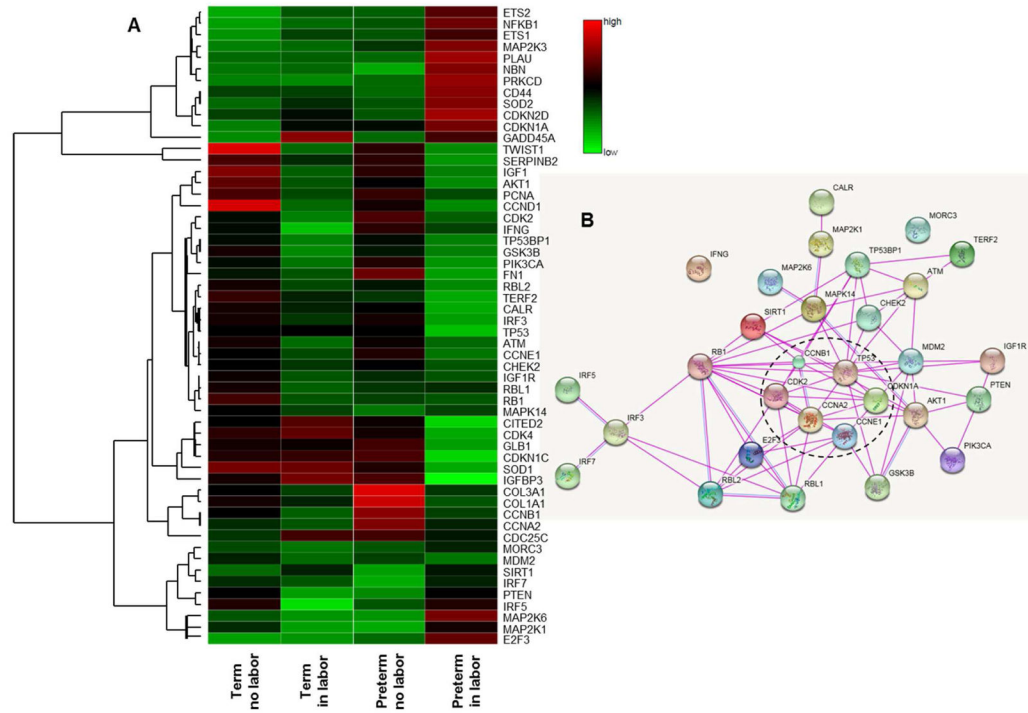 A
ETS2
NFKB1
ETS1
MAP2K3
PLAU
NBN
PRKCD
CD44
SOD2
CDKN2D
CDKN1A
GADD45A
TWIST1
SERPINB2
IGF1
AKT1
PCNA
CCND1
CDK2
IFNG
TP53BP1
GSK3B
PIK3CA
FN1
RBL2
TERF2
CALR
IRF3
TP53
ATM
CCNE1
CHEK2
IGF1R
RBL1
RB1
MAPK14
CITED2
CDK4
GLB1
CDKN1C
SOD1
IGFBP3
COL3A1
COL1A1
CCNB1
CCNA2
CDC25C
MORC3
MDM2
SIRT1
IRF7
PTEN
IRF5
MAP2K6
MAP2K1
E2F3
Term
no labor
Term
in labor
Preterm
no labor
Preterm
in labor
high
low
B
CALR
MORC3
MAP2K1
TERF2
TP53BP1
IFNG
MAP2K6
ATM
MAPK14
CHEK2
SIRT1
CCNB1
MDM2
IGF1R
RB1
TP53
IRF5
CDK2
CDKN1A
PTEN
AKT1
CCNA2
IRF3
CCNE1
E2F3
PIK3CA
IRF7
GSK3B
RBL2
RBL1